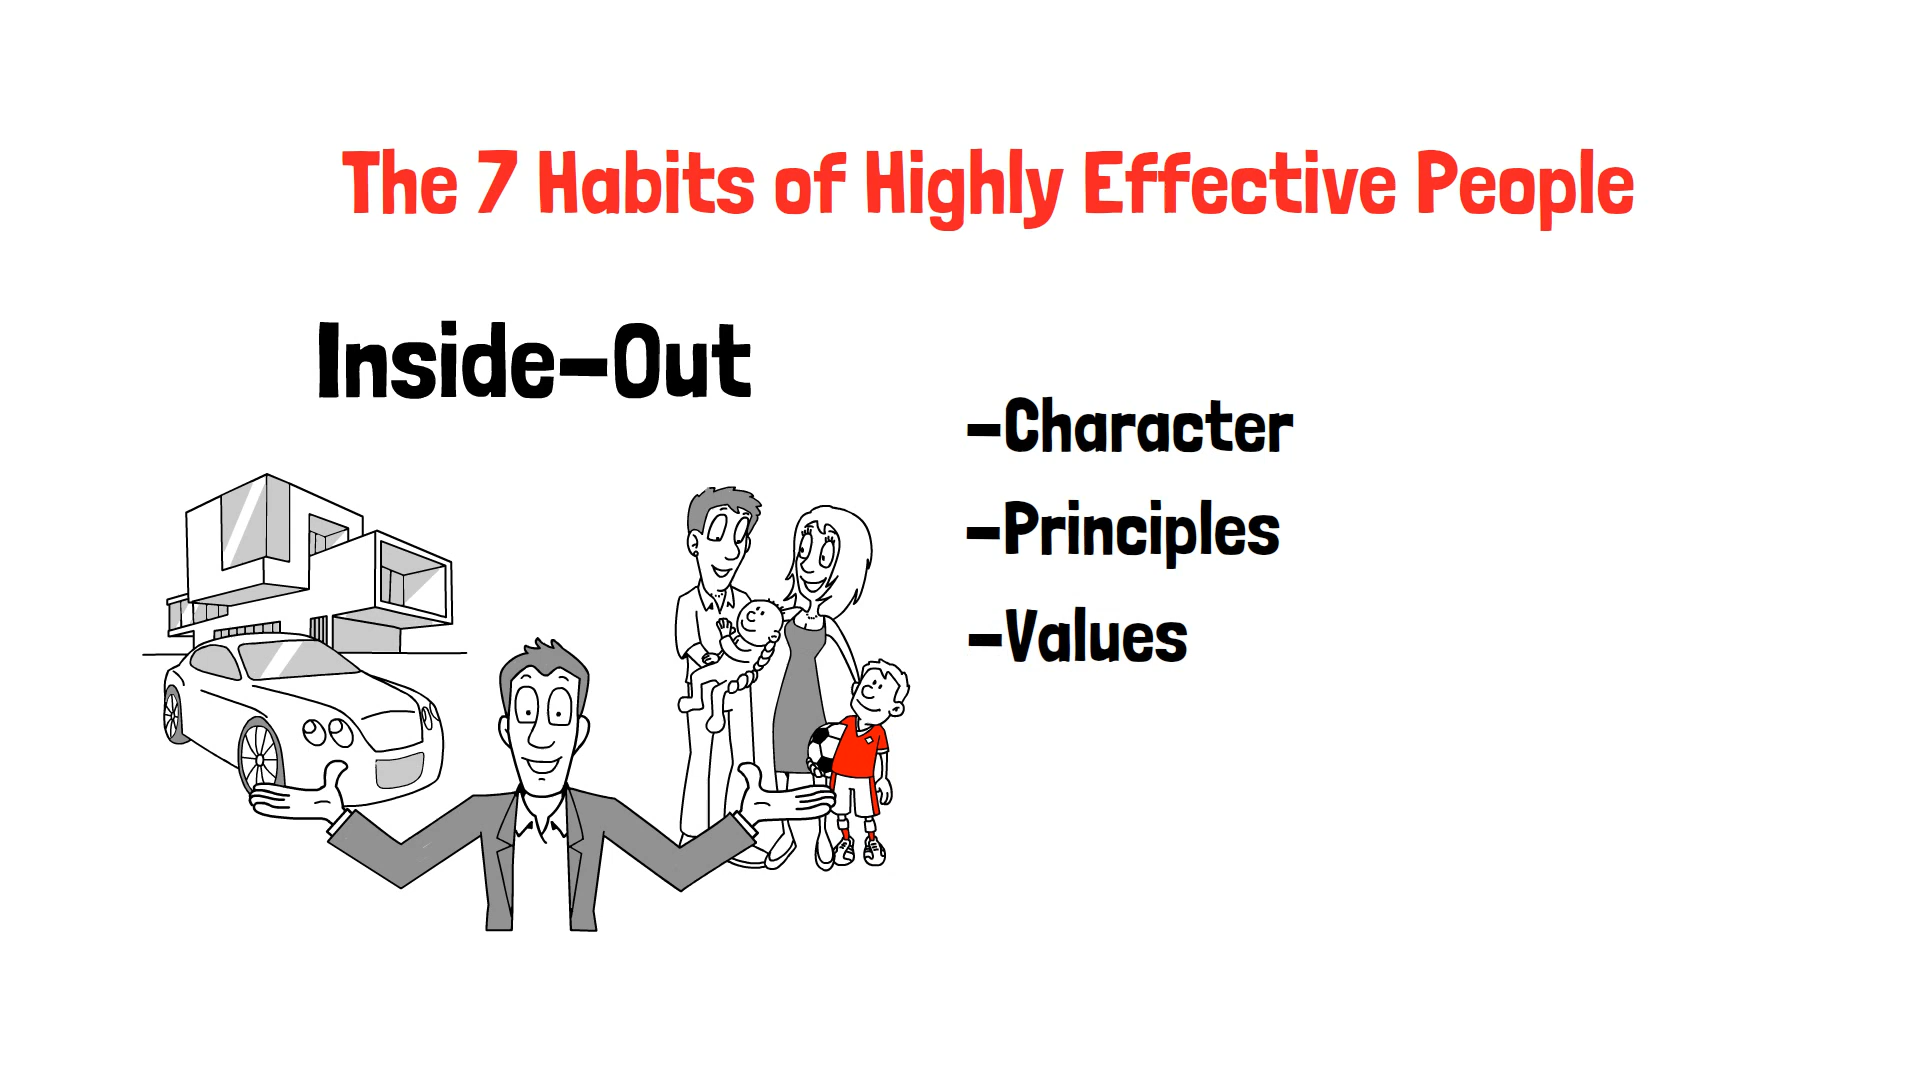 The 7 Habits of Highly Effective People
Inside-Out
-Character
-Principles
-Values